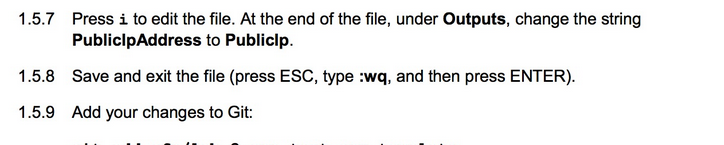 1.5.7 Press i to edit the file. At the end of the file, under Outputs, change the string
PublicIpAddress to PublicIp.
1.5.8 Save and exit the file (press ESC, type :wq, and then press ENTER).
1.5.9 Add your changes to Git: